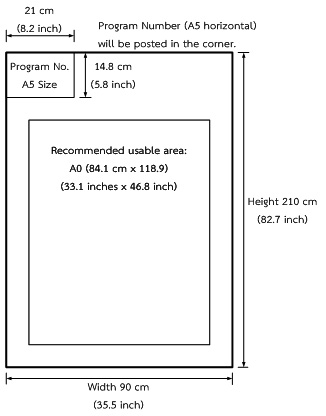 21 cm
(8.2 inch)
Program Number (A5 horizontal)
will be posted in the corner.
Program No.
A5 Size
14.8 cm
(5.8 inch)
Recommended usable area:
A0 (84.1 cm x 118.9)
(33.1 inches x 46.8 inch)
Height 210 cm
(82.7 inch)
Width 90 cm
(35.5 inch)